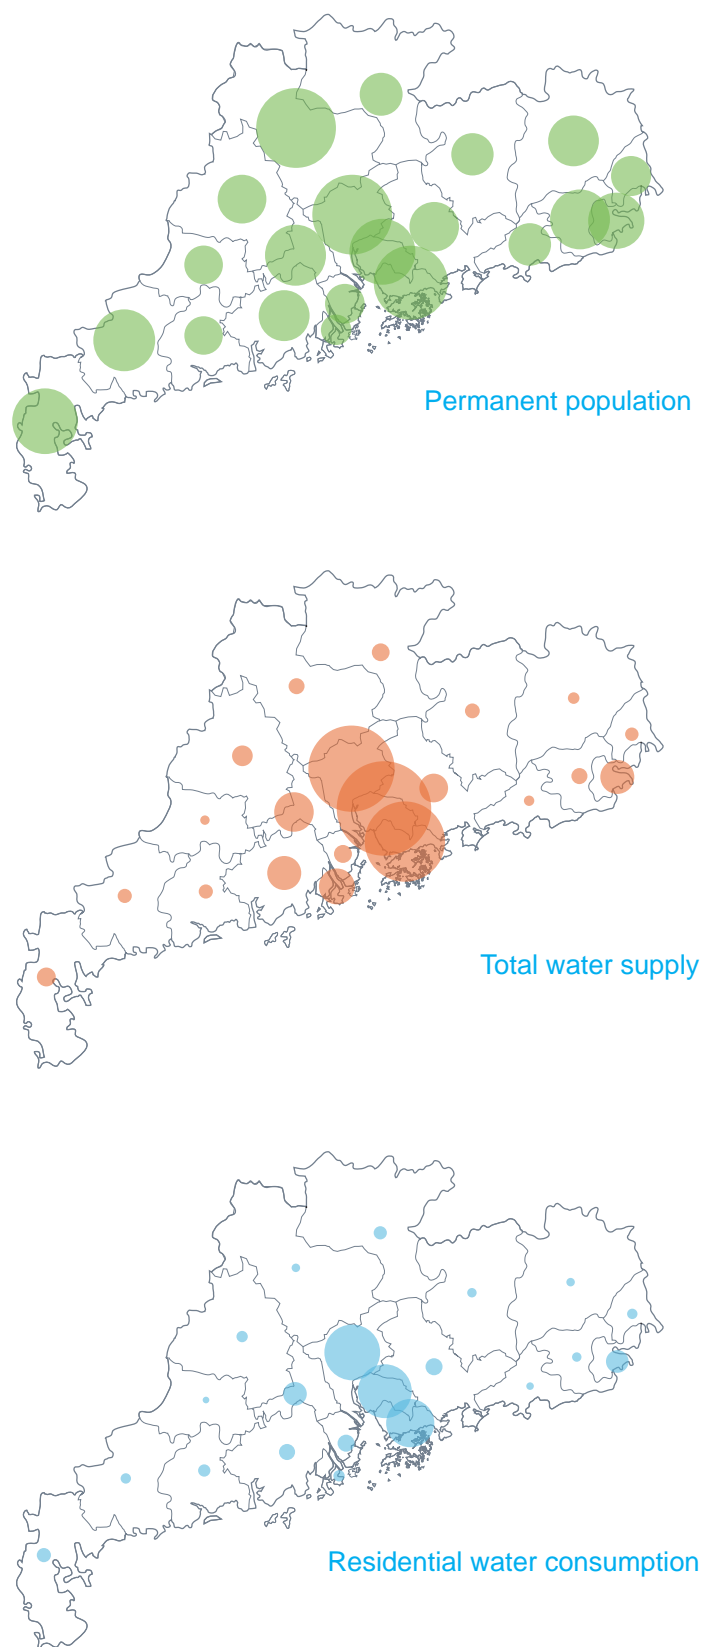 Permanent population
Total water supply
Residential water consumption